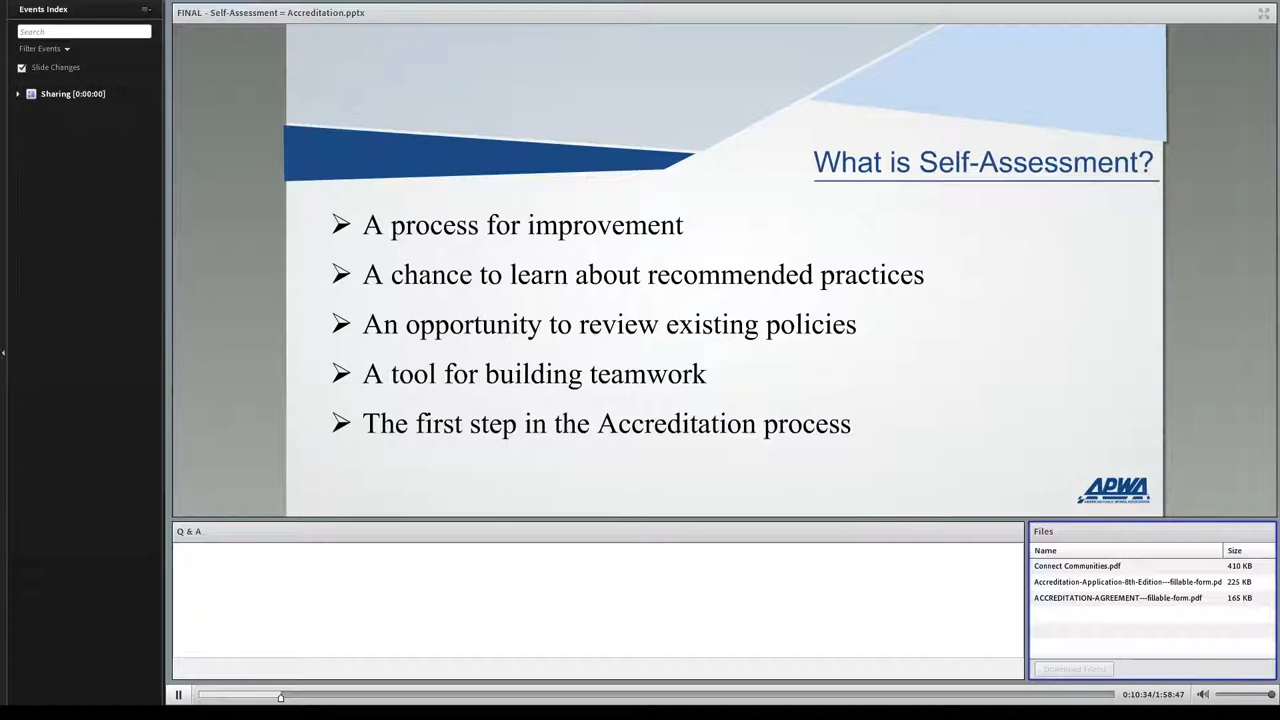 Events Index
Search
Filter Events
Slide Changes
Sharing [0:00:00]
FINAL - Self-Assessment = Accreditation.pptx
What is Self-Assessment?
➢ A process for improvement
➢ A chance to learn about recommended practices
➢ An opportunity to review existing policies
➢ A tool for building teamwork
➢ The first step in the Accreditation process
APWA
Q & A
Files
Name Size
Connect Communities.pdf 410 KB
Accreditation-Application-8th-Edition---fillable-form.pd 225 KB
ACCREDITATION-AGREEMENT---fillable-form.pdf 165 KB
Download File(s)
0:10:34/1:58:47